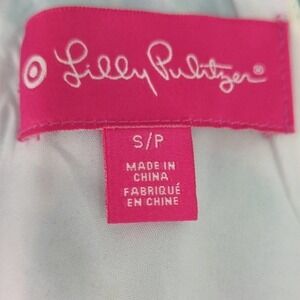 Lilly Pulitzer®
S/P
MADE IN
CHINA
FABRIQUÉ
EN CHINE